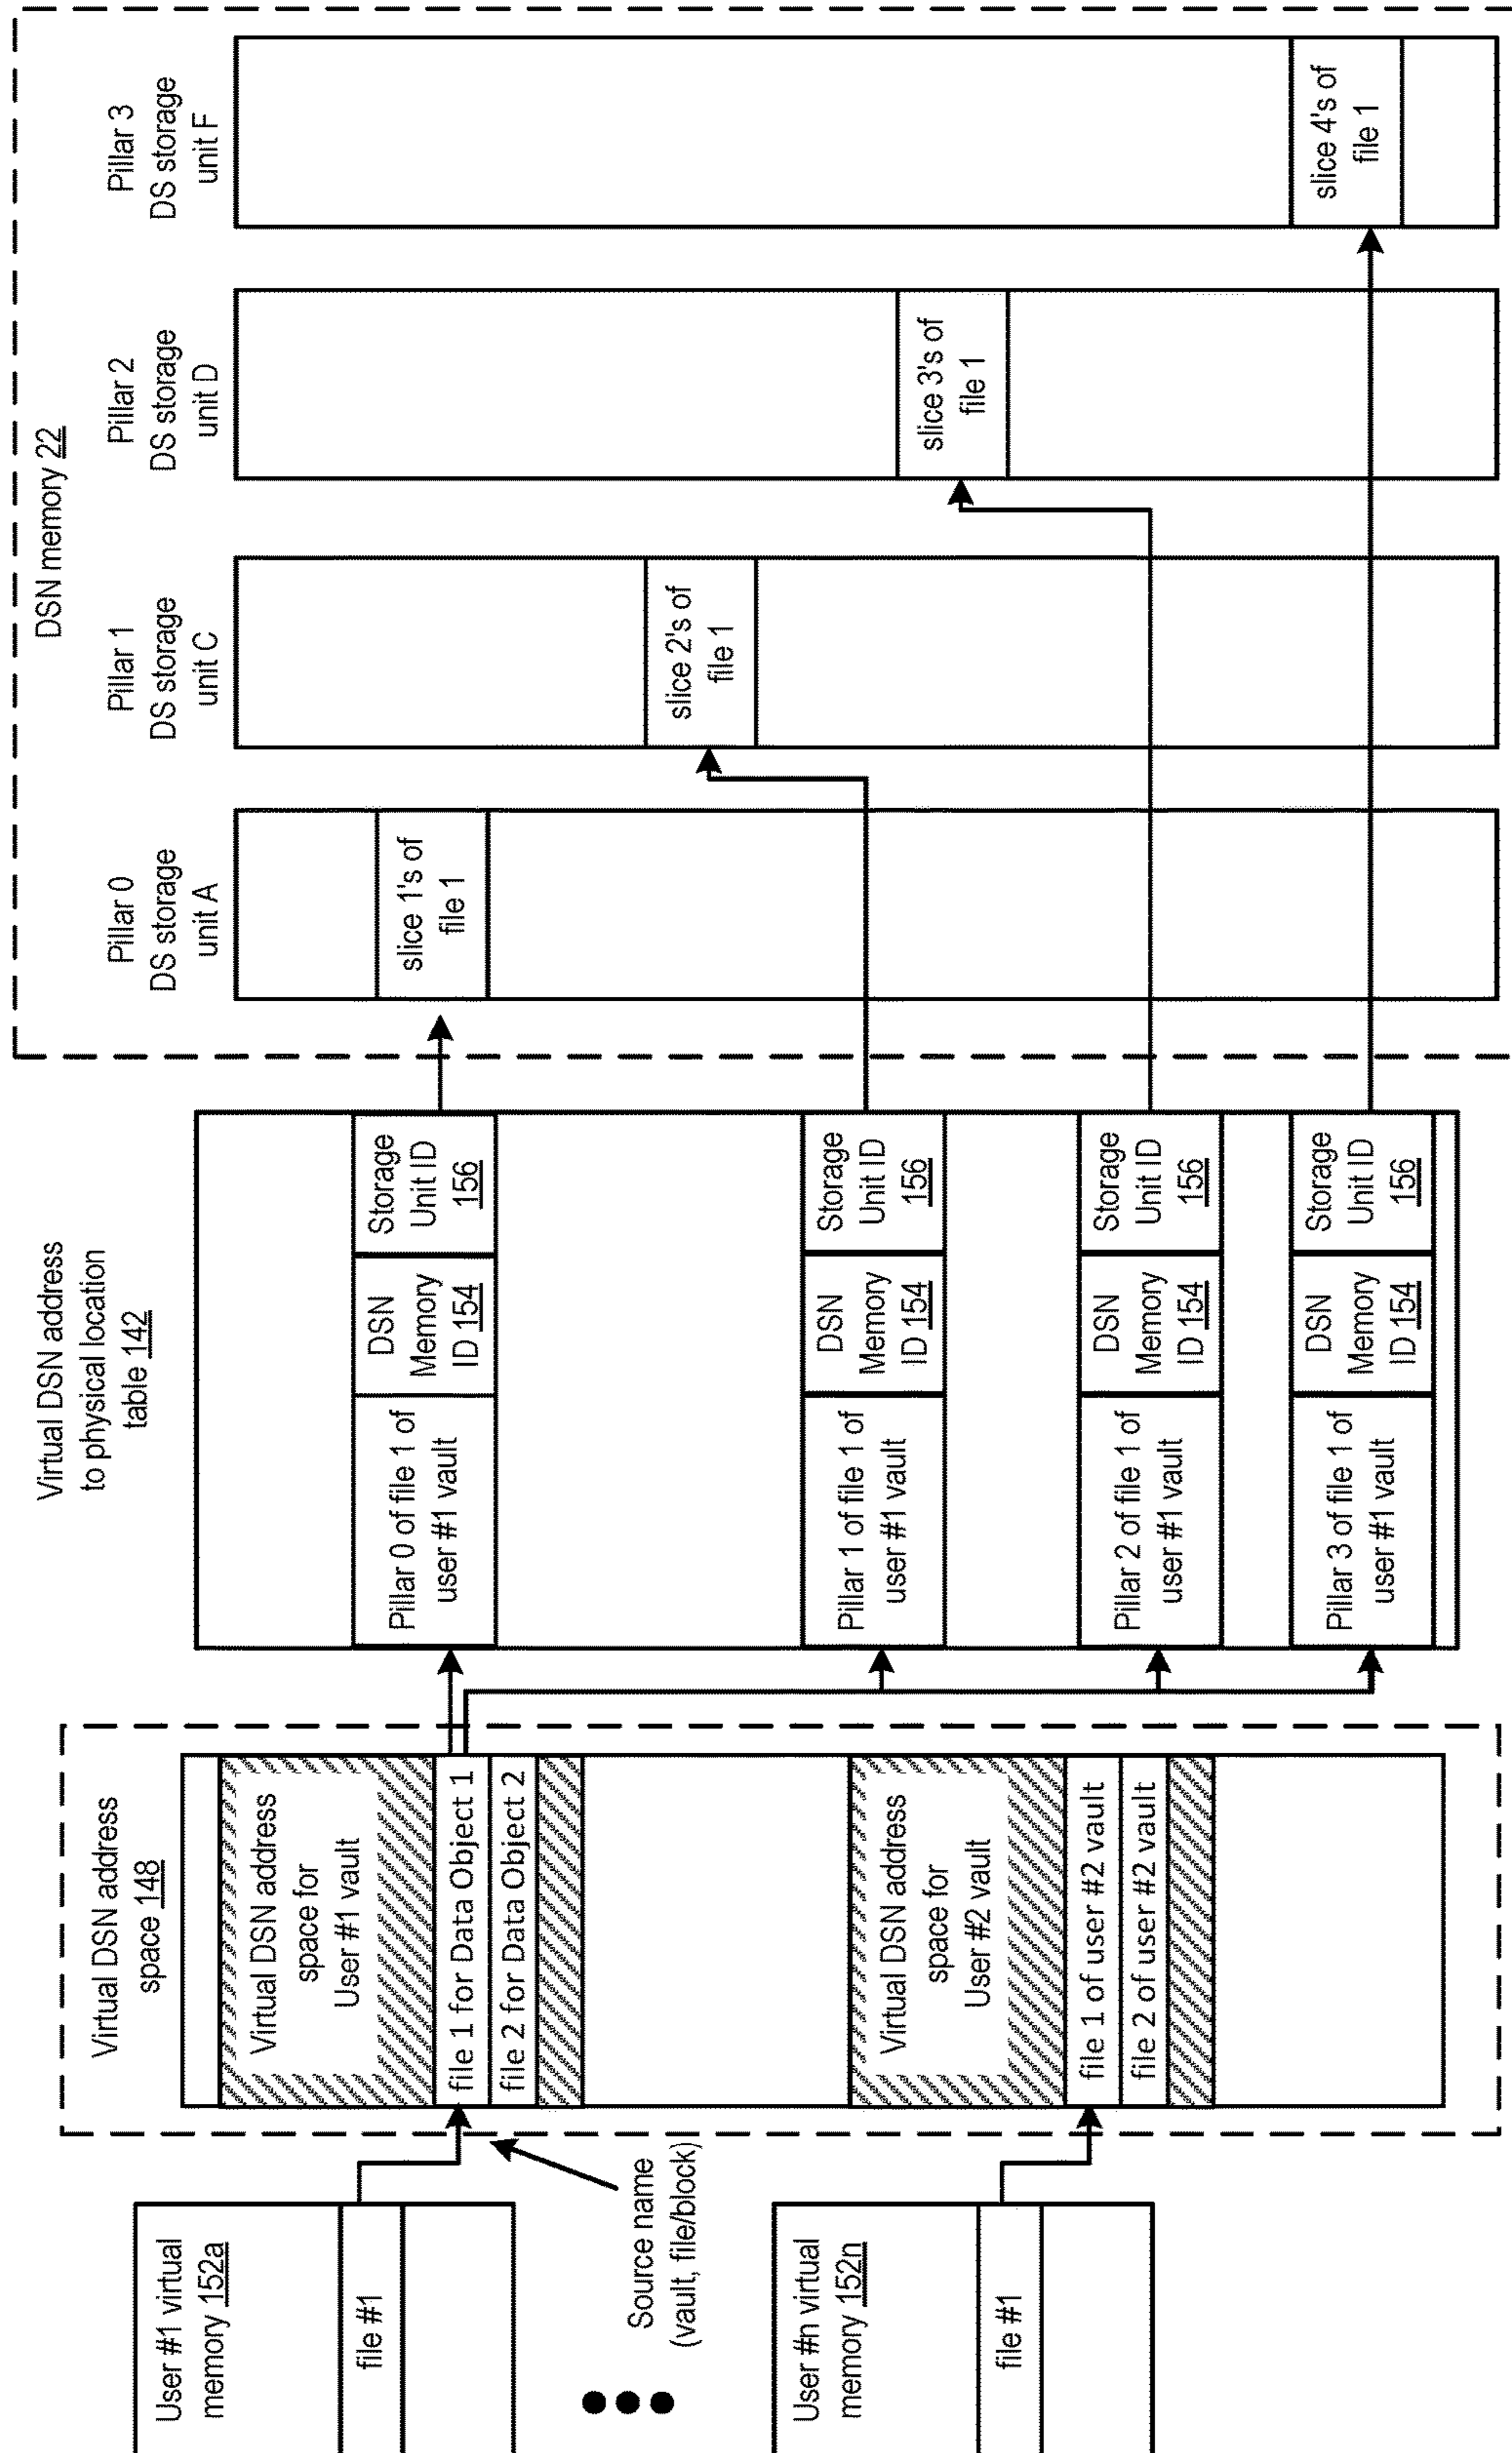 User #1 virtual
memory 152a
file #1
Source name
(vault, file/block)
User #n virtual
memory 152n
file #1
Virtual DSN address
space 148
Virtual DSN address
space for
User #1 vault
file 1 for Data Object 1
file 2 for Data Object 2
Virtual DSN address
space for
User #2 vault
file 1 of user #2 vault
file 2 of user #2 vault
Virtual DSN address
to physical location
table 142
Pillar 0 of file 1 of
user #1 vault
DSN
Memory
ID 154
Storage
Unit ID
156
Pillar 1 of file 1 of
user #1 vault
DSN
Memory
ID 154
Storage
Unit ID
156
Pillar 2 of file 1 of
user #1 vault
DSN
Memory
ID 154
Storage
Unit ID
156
Pillar 3 of file 1 of
user #1 vault
DSN
Memory
ID 154
Storage
Unit ID
156
DSN memory 22
Pillar 0
DS storage
unit A
slice 1's of
file 1
Pillar 1
DS storage
unit C
slice 2's of
file 1
Pillar 2
DS storage
unit D
slice 3's of
file 1
Pillar 3
DS storage
unit F
slice 4's of
file 1